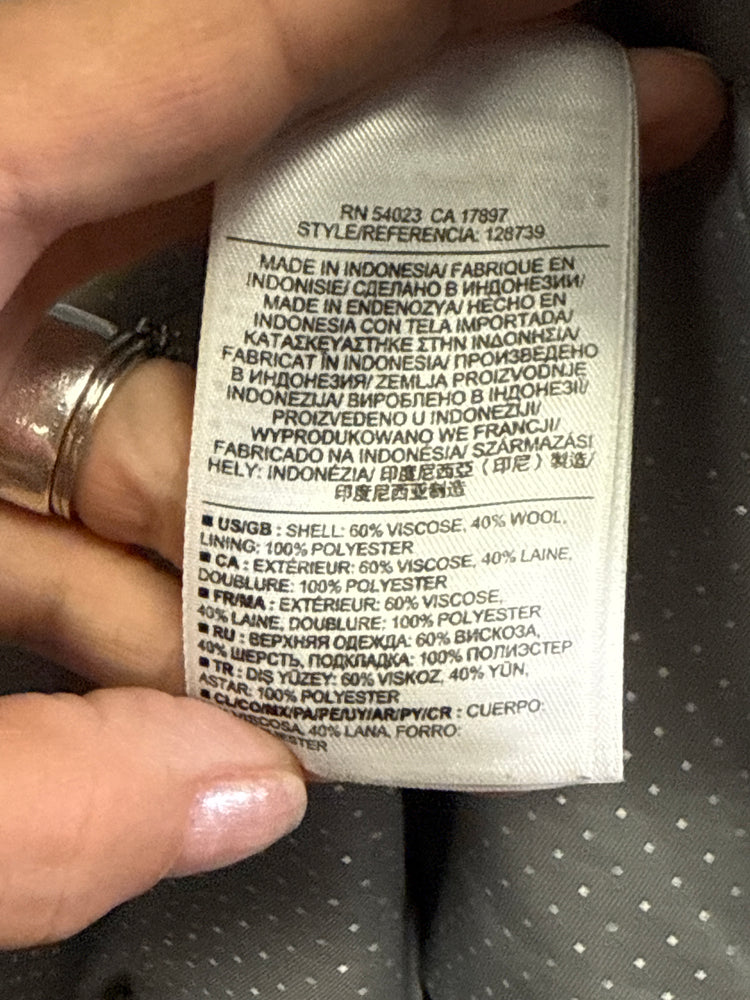 RN 54023 CA 17897
STYLE/REFERENCIA: 128739
MADE IN INDONESIA/ FABRIQUE EN
INDONISIE/ СДЕЛАНО В ИНДОНЕЗИИ/
MADE IN ENDENOZYA/ HECHO EN
INDONESIA CON TELA IMPORTADA/
ΚΑΤΑΣΚΕΥΑΣΤΗΚΕ ΣΤΗΝ ΙΝΔΟΝΗΣΙΑ/
FABRICAT ÎN INDONESIA/ ПРОИЗВЕДЕНО
В ИНДОНЕЗИЯ/ ZEMLJA PROIZVODNJE
INDONEZIJA/ ВИРОБЛЕНО В ІНДОНЕЗІЇ/
PROIZVEDENO U INDONEZIJI/
WYPRODUKOWANO WE FRANCJI/
FABRICADO NA INDONÉSIA/ SZÁRMAZÁSI
HELY: INDONÉZIA/ 印度尼西亞（印尼）製造/
印度尼西亚制造
■ US/GB : SHELL: 60% VISCOSE, 40% WOOL,
LINING: 100% POLYESTER
■ CA : EXTÉRIEUR: 60% VISCOSE, 40% LAINE,
DOUBLURE: 100% POLYESTER
■ FR/MA : EXTÉRIEUR: 60% VISCOSE,
40% LAINE, DOUBLURE: 100% POLYESTER
■ RU : ВЕРХНЯЯ ОДЕЖДА: 60% ВИСКОЗА,
40% ШЕРСТЬ, ПОДКЛАДКА: 100% ПОЛИЭСТЕР
■ TR : DIŞ YÜZEY: 60% VISKOZ, 40% YÜN,
ASTAR: 100% POLYESTER
■ CL/CO/MX/PA/PE/UY/AR/PY/CR : CUERPO:
VISCOSA, 40% LANA, FORRO: